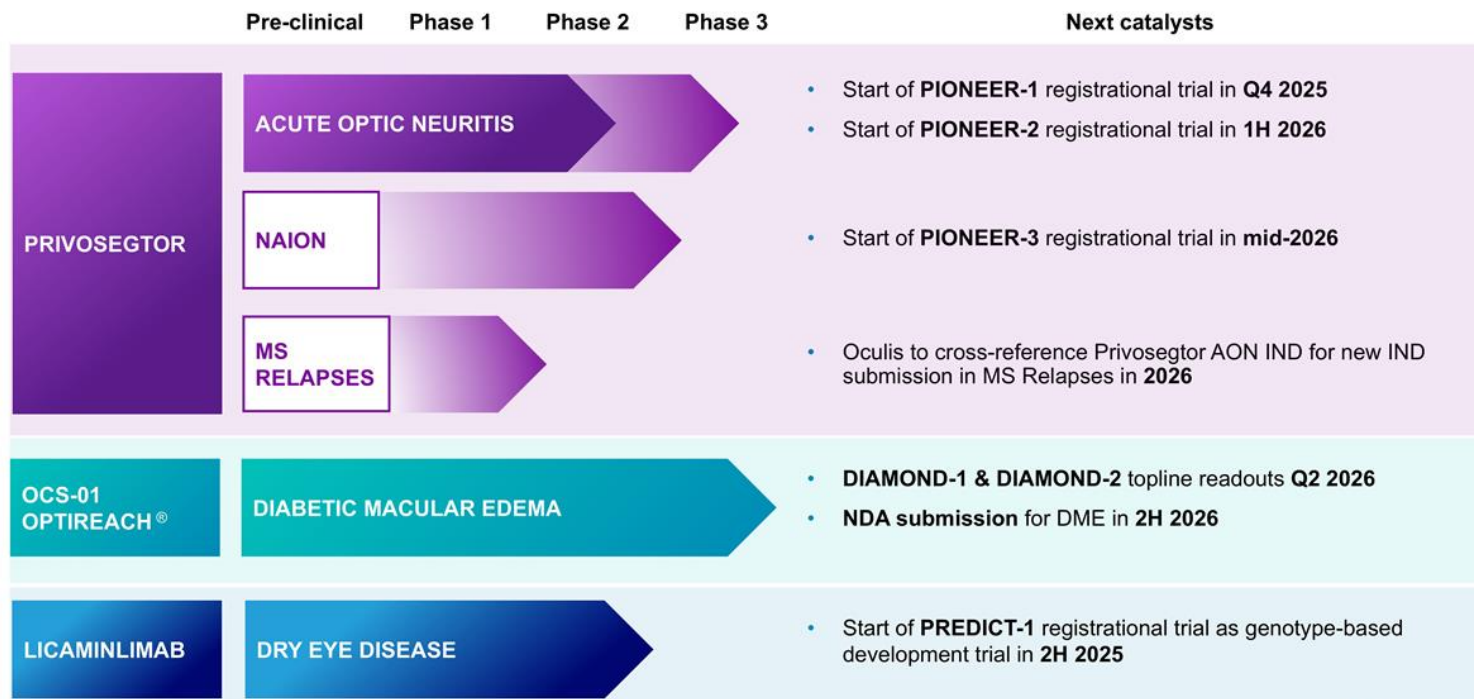 Pre-clinical Phase 1 Phase 2 Phase 3 Next catalysts
PRIVOSEGTOR
ACUTE OPTIC NEURITIS
• Start of PIONEER-1 registrational trial in Q4 2025
• Start of PIONEER-2 registrational trial in 1H 2026
NAION
• Start of PIONEER-3 registrational trial in mid-2026
MS
RELAPSES
• Oculis to cross-reference Privosegtor AON IND for new IND
submission in MS Relapses in 2026
OCS-01
OPTIREACH ®
DIABETIC MACULAR EDEMA
• DIAMOND-1 & DIAMOND-2 topline readouts Q2 2026
• NDA submission for DME in 2H 2026
LICAMINLIMAB
DRY EYE DISEASE
• Start of PREDICT-1 registrational trial as genotype-based
development trial in 2H 2025